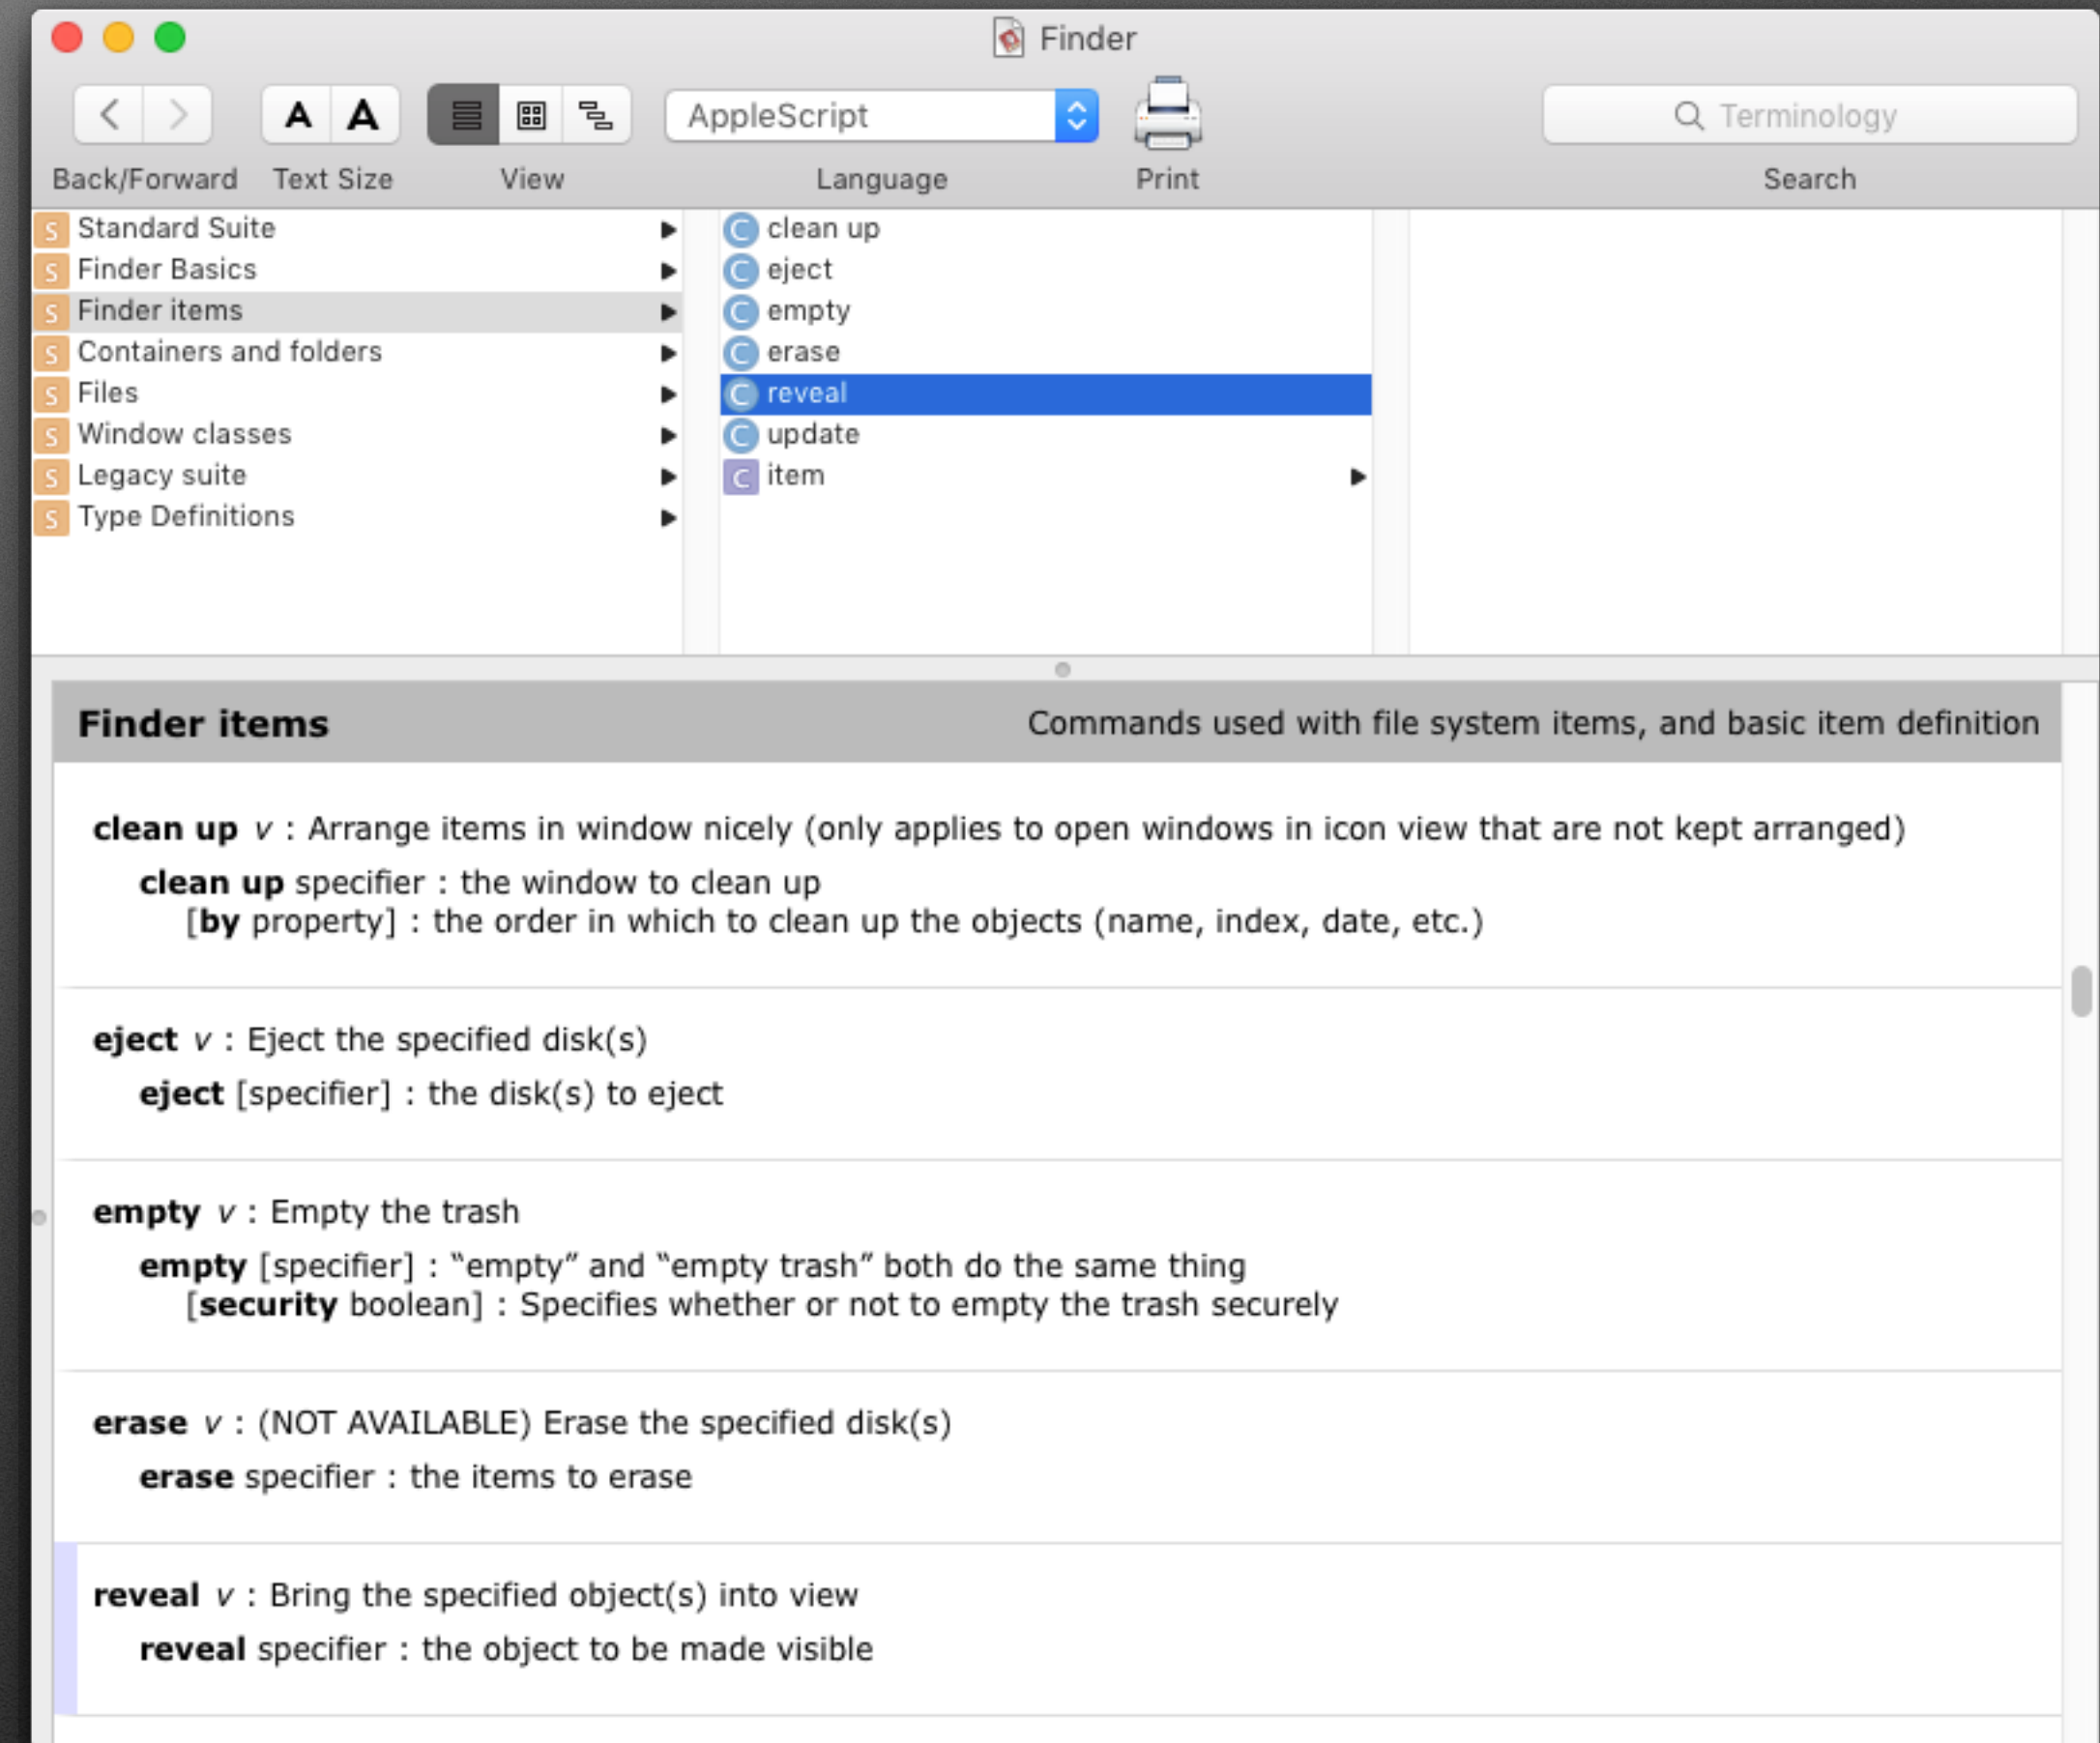 Finder
A A
AppleScript
Terminology
Back/Forward Text Size View Language Print Search
S Standard Suite
S Finder Basics
S Finder items
S Containers and folders
S Files
S Window classes
S Legacy suite
S Type Definitions
C clean up
C eject
C empty
C erase
C reveal
C update
C item
Finder items Commands used with file system items, and basic item definition
clean up v : Arrange items in window nicely (only applies to open windows in icon view that are not kept arranged)
clean up specifier : the window to clean up
[by property] : the order in which to clean up the objects (name, index, date, etc.)
eject v : Eject the specified disk(s)
eject [specifier] : the disk(s) to eject
empty v : Empty the trash
empty [specifier] : “empty” and “empty trash” both do the same thing
[security boolean] : Specifies whether or not to empty the trash securely
erase v : (NOT AVAILABLE) Erase the specified disk(s)
erase specifier : the items to erase
reveal v : Bring the specified object(s) into view
reveal specifier : the object to be made visible